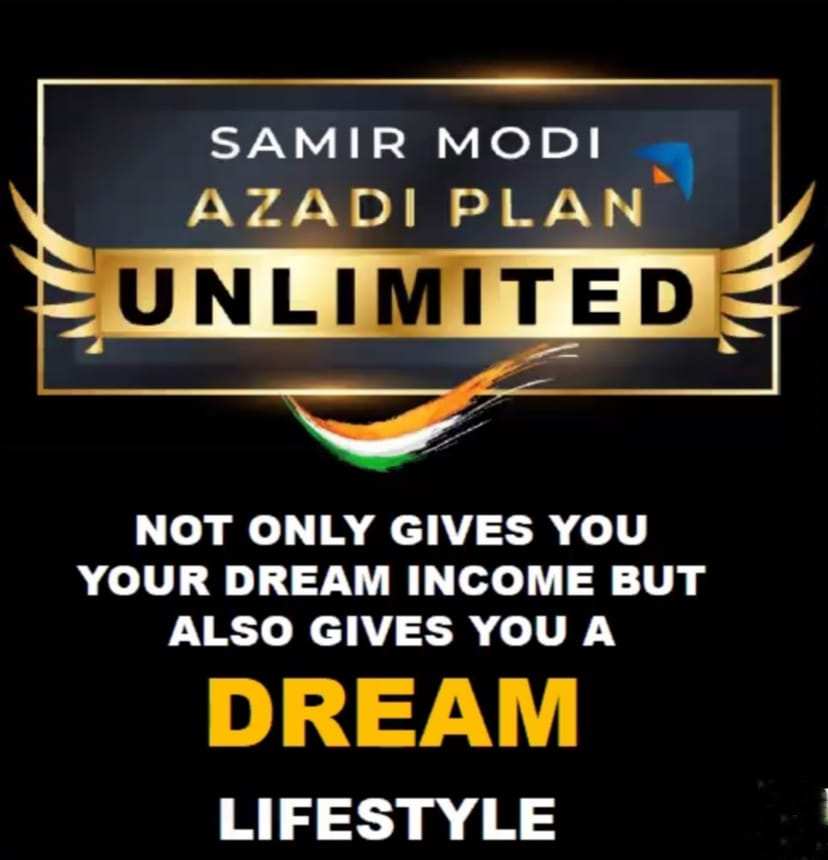 SAMIR MODI
AZADI PLAN
UNLIMITED
NOT ONLY GIVES YOU
YOUR DREAM INCOME BUT
ALSO GIVES YOU A
DREAM
LIFESTYLE